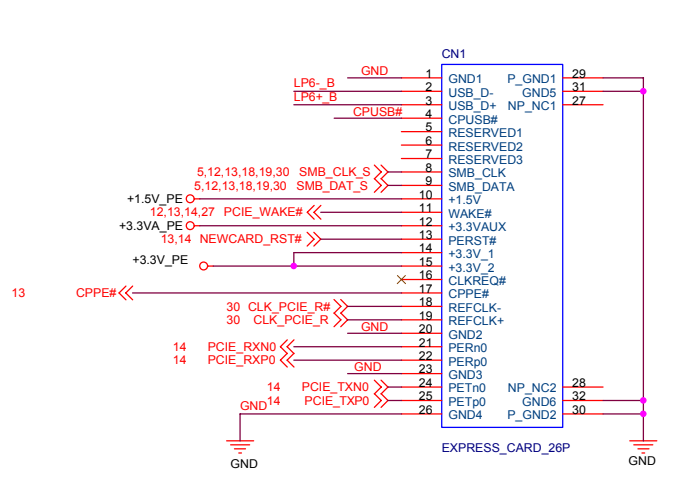 CN1
GND 1 GND1 P_GND1 29
LP6-_B 2 USB_D- GND5 31
LP6+_B 3 USB_D+ NP_NC1 27
CPUSB# 4 CPUSB#
5 RESERVED1
6 RESERVED2
7 RESERVED3
5,12,13,18,19,30 SMB_CLK_S 8 SMB_CLK
5,12,13,18,19,30 SMB_DAT_S 9 SMB_DATA
+1.5V_PE 10 +1.5V
12,13,14,27 PCIE_WAKE# 11 WAKE#
+3.3VA_PE 12 +3.3VAUX
13,14 NEWCARD_RST# 13 PERST#
14 +3.3V_1
+3.3V_PE 15 +3.3V_2
16 CLKREQ#
13 CPPE# 17 CPPE#
30 CLK_PCIE_R# 18 REFCLK-
30 CLK_PCIE_R 19 REFCLK+
GND 20 GND2
14 PCIE_RXN0 21 PERn0
14 PCIE_RXP0 22 PERp0
GND 23 GND3
14 PCIE_TXN0 24 PETn0 NP_NC2 28
14 PCIE_TXP0 25 PETp0 GND6 32
GND 26 GND4 P_GND2 30
EXPRESS_CARD_26P
GND GND